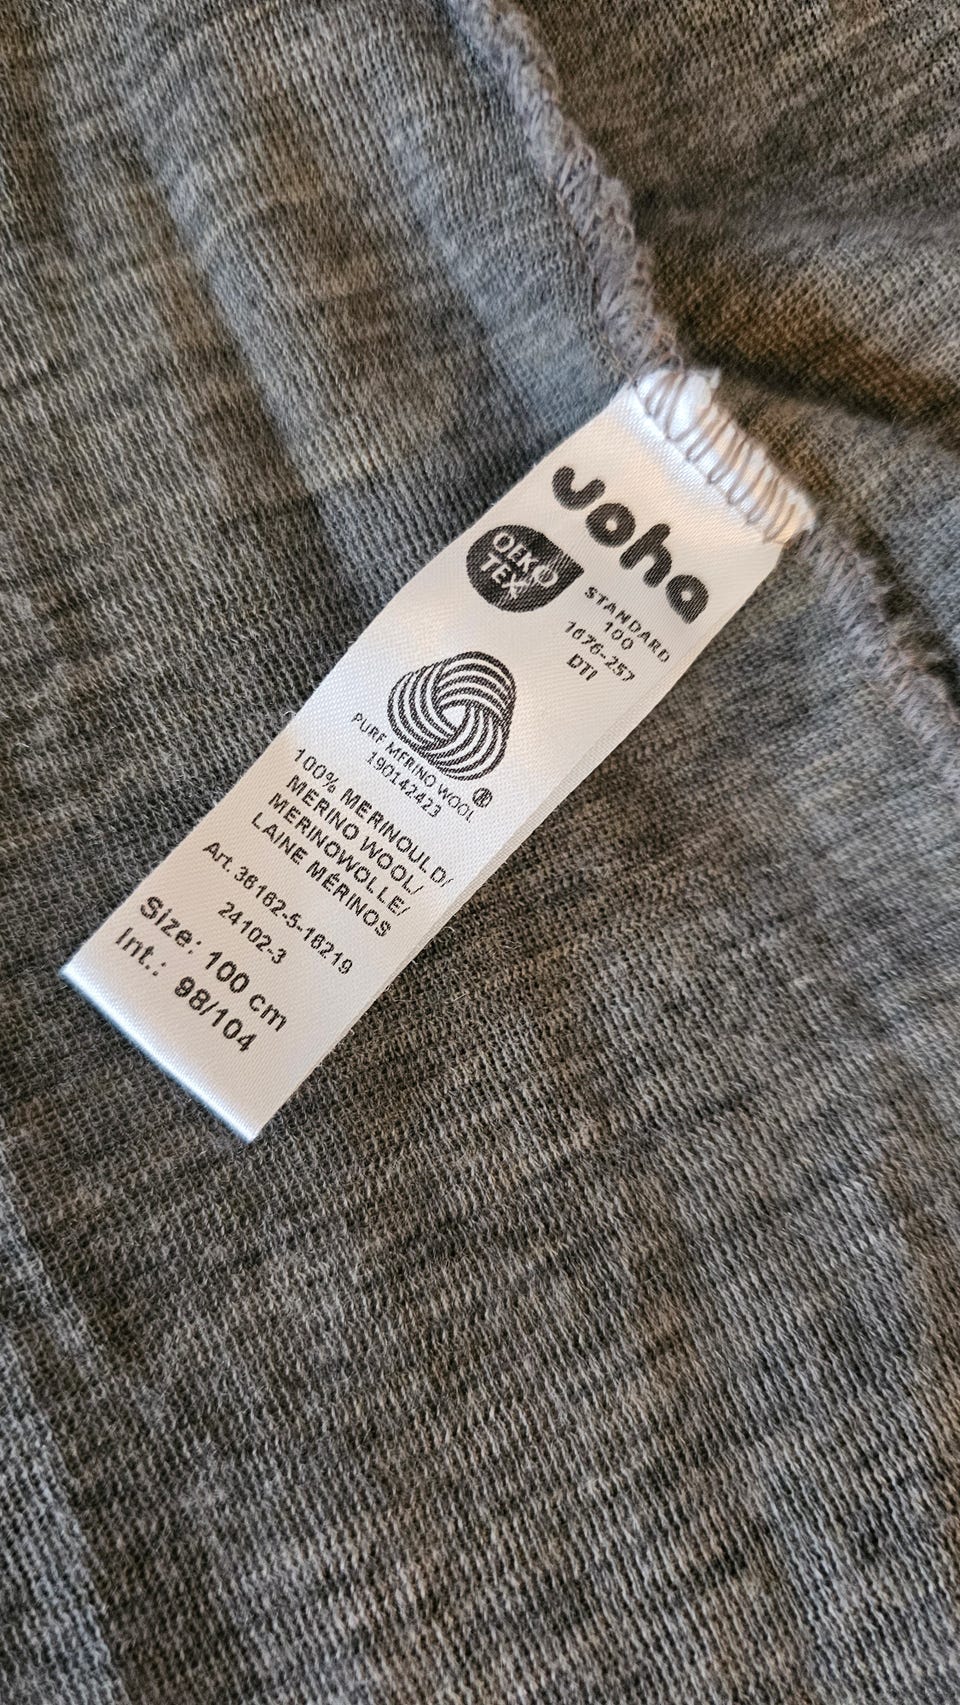 Joha
OEKO
TEX®
STANDARD
100
1676-257
DTI
PURE MERINO WOOL
190142423
100% MERINOULD/
MERINO WOOL/
MERINOWOLLE/
LAINE MÉRINOS
Art. 36162-5-16219
24102-3
Size: 100 cm
Int.: 98/104